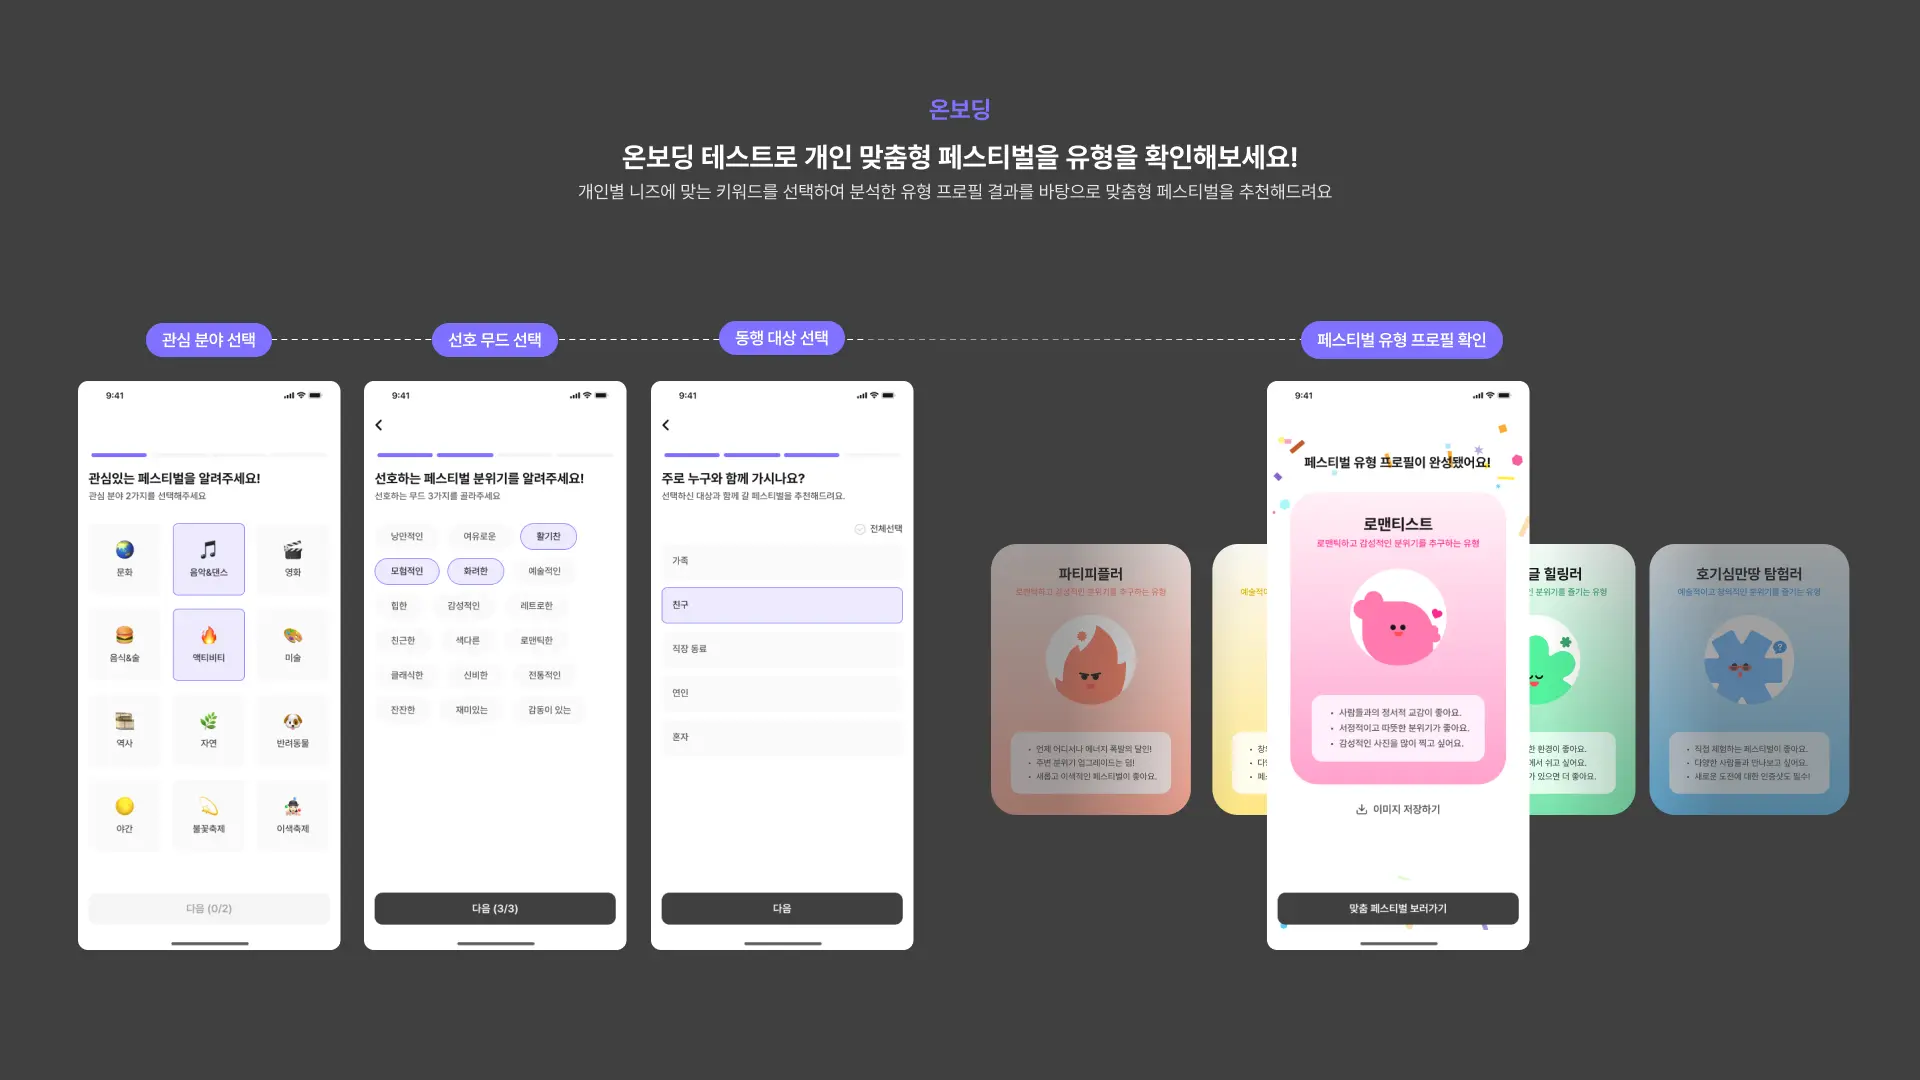 온보딩
온보딩 테스트로 개인 맞춤형 페스티벌을 유형을 확인해보세요!
개인별 니즈에 맞는 키워드를 선택하여 분석한 유형 프로필 결과를 바탕으로 맞춤형 페스티벌을 추천해드려요
관심 분야 선택
선호 무드 선택
동행 대상 선택
페스티벌 유형 프로필 확인
9:41
관심있는 페스티벌을 알려주세요!
관심 분야 2가지를 선택해주세요
문화
음악&댄스
영화
음식&술
액티비티
미술
역사
자연
반려동물
야간
불꽃축제
이색축제
다음 (0/2)
9:41
선호하는 페스티벌 분위기를 알려주세요!
선호하는 무드 3가지를 골라주세요
낭만적인 여유로운 활기찬
모험적인 화려한 예술적인
힙한 감성적인 레트로한
친근한 색다른 로맨틱한
클래식한 신비한 전통적인
잔잔한 재미있는 감동이 있는
다음 (3/3)
9:41
주로 누구와 함께 가시나요?
선택하신 대상과 함께 갈 페스티벌을 추천해드려요.
전체선택
가족
친구
직장 동료
연인
혼자
다음
파티피플러
로맨틱하고 감성적인 분위기를 추구하는 유형
언제 어디서나 에너지 폭발의 달인!
주변 분위기 업그레이드는 덤!
새롭고 이색적인 페스티벌이 좋아요.
9:41
페스티벌 유형 프로필이 완성됐어요!
로맨티스트
로맨틱하고 감성적인 분위기를 추구하는 유형
사람들과의 정서적 교감이 좋아요.
서정적이고 따뜻한 분위기가 좋아요.
감성적인 사진을 많이 찍고 싶어요.
이미지 저장하기
맞춤 페스티벌 보러가기
글 힐링러
분위기를 즐기는 유형
한 환경이 좋아요.
에서 쉬고 싶어요.
가 있으면 더 좋아요.
호기심만땅 탐험러
예술적이고 창의적인 분위기를 즐기는 유형
?
직접 체험하는 페스티벌이 좋아요.
다양한 사람들과 만나보고 싶어요.
새로운 도전에 대한 인증샷도 필수!